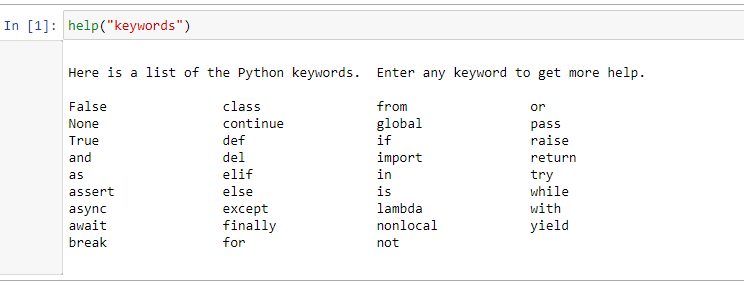 In [1]: help("keywords")
Here is a list of the Python keywords.  Enter any keyword to get more help.
False               class               from                or
None                continue            global              pass
True                def                 if                  raise
and                 del                 import              return
as                  elif                in                  try
assert              else                is                  while
async               except              lambda              with
await               finally             nonlocal            yield
break               for                 not